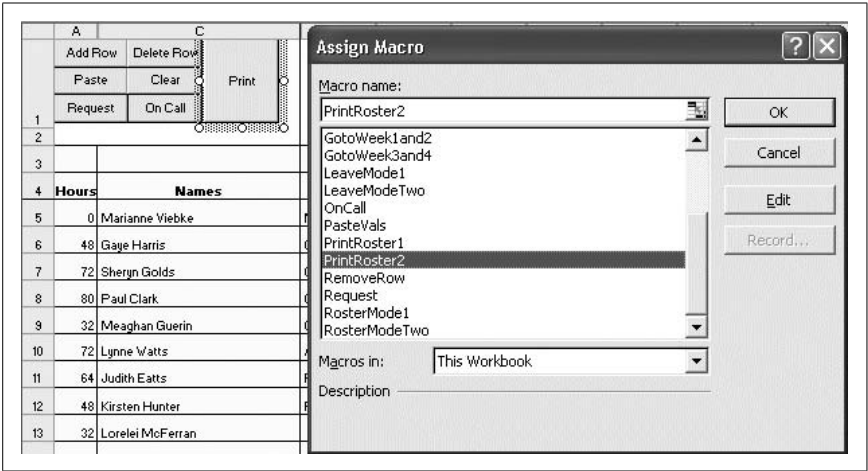 A C
Add Row Delete Row
Paste Clear Print
Request On Call
1
2
3
4 Hours Names
5 0 Marianne Viebke
6 48 Gaye Harris
7 72 Sheryn Golds
8 80 Paul Clark
9 32 Meaghan Guerin
10 72 Lynne Watts
11 64 Judith Eatts
12 48 Kirsten Hunter
13 32 Lorelei McFerran
Assign Macro
Macro name:
PrintRoster2
GotoWeek1and2
GotoWeek3and4
LeaveMode1
LeaveModeTwo
OnCall
PasteVals
PrintRoster1
PrintRoster2
RemoveRow
Request
RosterMode1
RosterModeTwo
Macros in: This Workbook
Description
OK
Cancel
Edit
Record...